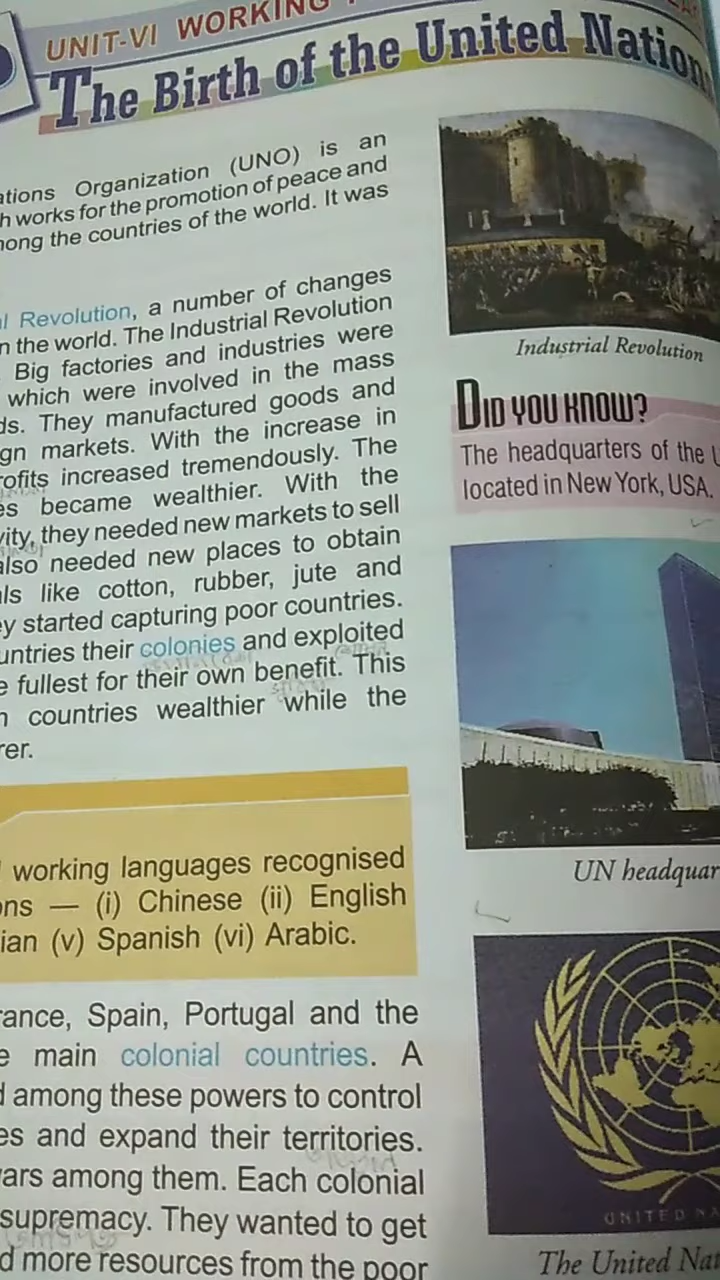 UNIT-VI WORKING
The Birth of the United Nation
ations Organization (UNO) is an
h works for the promotion of peace and
nong the countries of the world. It was
al Revolution, a number of changes
n the world. The Industrial Revolution
Big factories and industries were
which were involved in the mass
ds. They manufactured goods and
gn markets. With the increase in
rofits increased tremendously. The
es became wealthier. With the
vity, they needed new markets to sell
also needed new places to obtain
ls like cotton, rubber, jute and
ey started capturing poor countries.
untries their colonies and exploited
e fullest for their own benefit. This
n countries wealthier while the
rer.
working languages recognised
ons — (i) Chinese (ii) English
ian (v) Spanish (vi) Arabic.
rance, Spain, Portugal and the
e main colonial countries. A
d among these powers to control
es and expand their territories.
ars among them. Each colonial
supremacy. They wanted to get
d more resources from the poor
Industrial Revolution
DID YOU KNOW?
The headquarters of the U
located in New York, USA.
UN headquar
UNITED NA
The United Nat